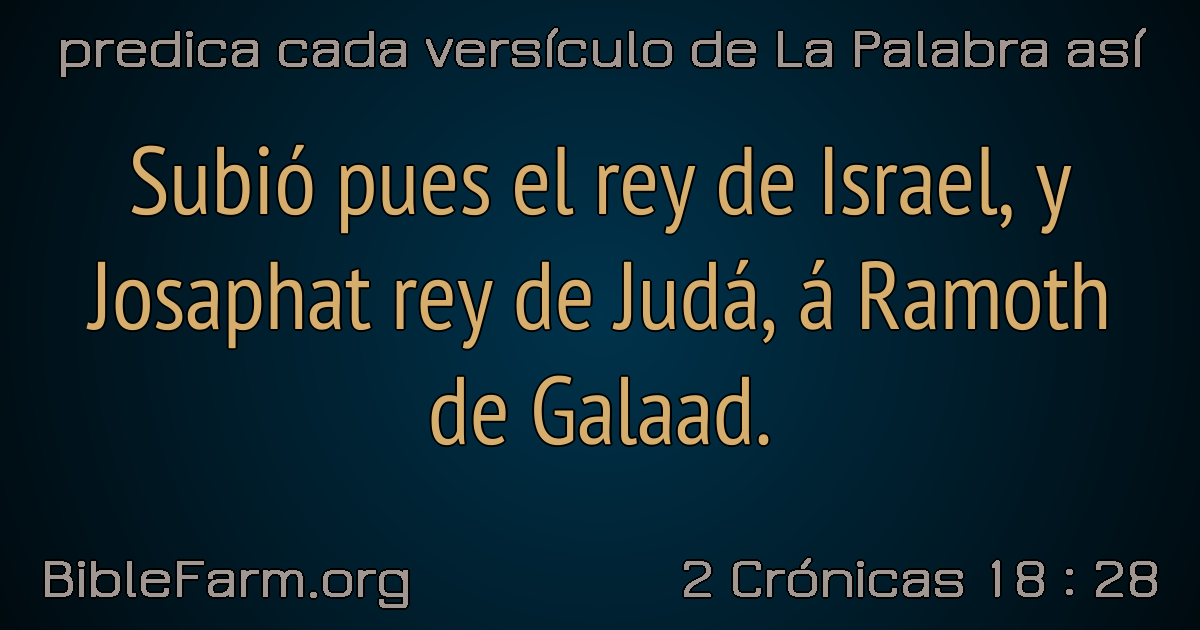 predica cada versículo de La Palabra así
Subió pues el rey de Israel, y
Josaphat rey de Judá, á Ramoth
de Galaad.
BibleFarm.org
2 Crónicas 18 : 28